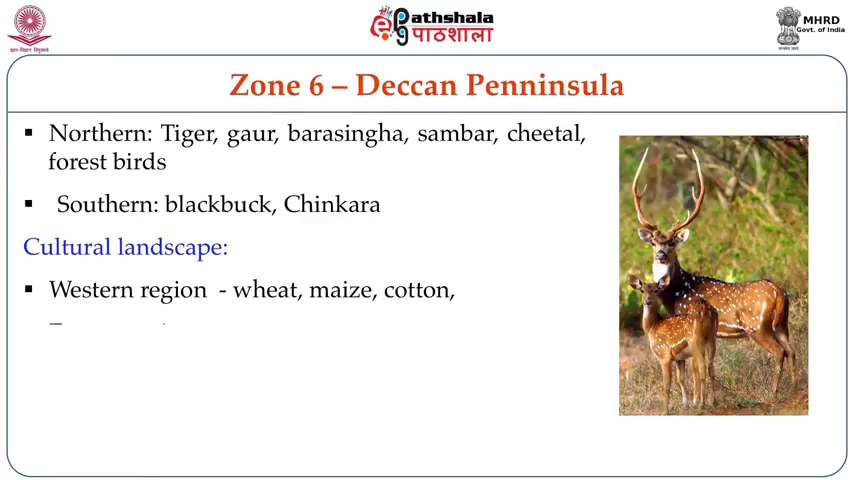 ePathshala
पाठशाला
MHRD
Govt. of India
Zone 6 – Deccan Penninsula
▪ Northern: Tiger, gaur, barasingha, sambar, cheetal,
forest birds
▪ Southern: blackbuck, Chinkara
Cultural landscape:
▪ Western region - wheat, maize, cotton,